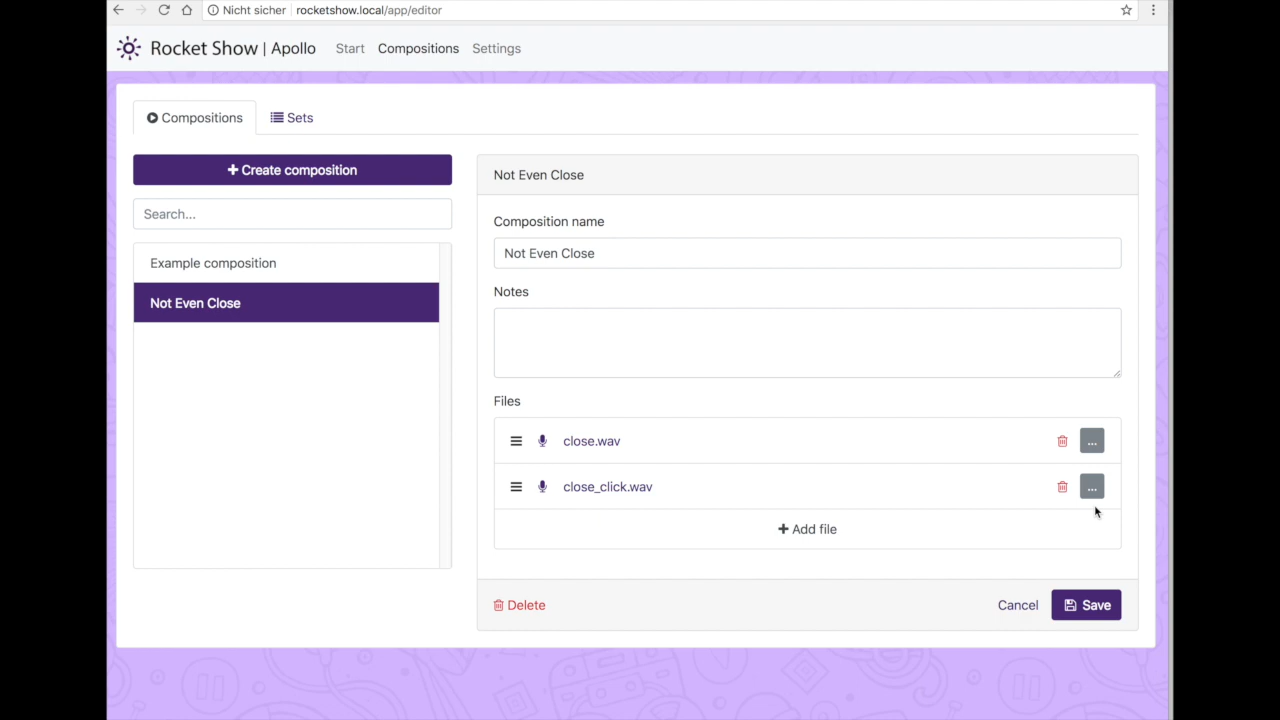 Nicht sicher rocketshow.local/app/editor
Rocket Show | Apollo Start Compositions Settings
Compositions Sets
Create composition
Search...
Example composition
Not Even Close
Not Even Close
Composition name
Not Even Close
Notes
Files
close.wav ...
close_click.wav ...
Add file
Delete Cancel Save